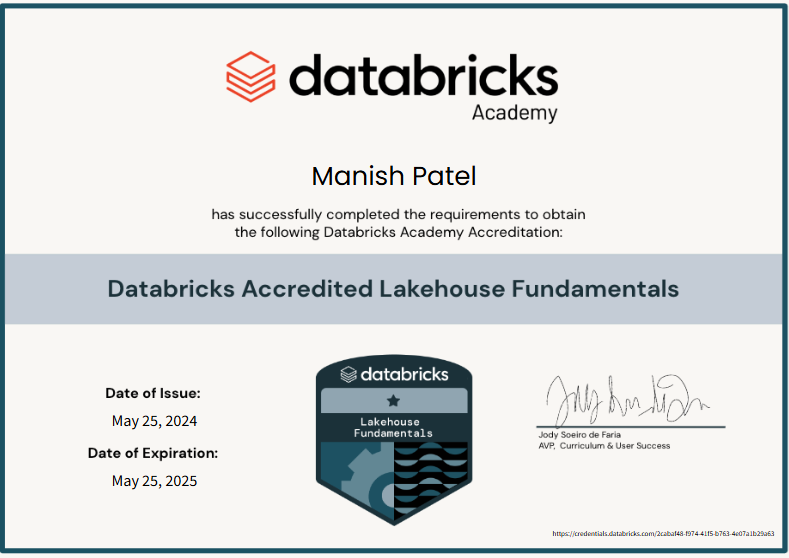 databricks
Academy
Manish Patel
has successfully completed the requirements to obtain
the following Databricks Academy Accreditation:
Databricks Accredited Lakehouse Fundamentals
Date of Issue:
May 25, 2024
Date of Expiration:
May 25, 2025
databricks
Lakehouse
Fundamentals
Jody Soeiro de Faria
AVP, Curriculum & User Success
https://credentials.databricks.com/2cabaf48-f974-41f5-b763-4e07a1b29a63